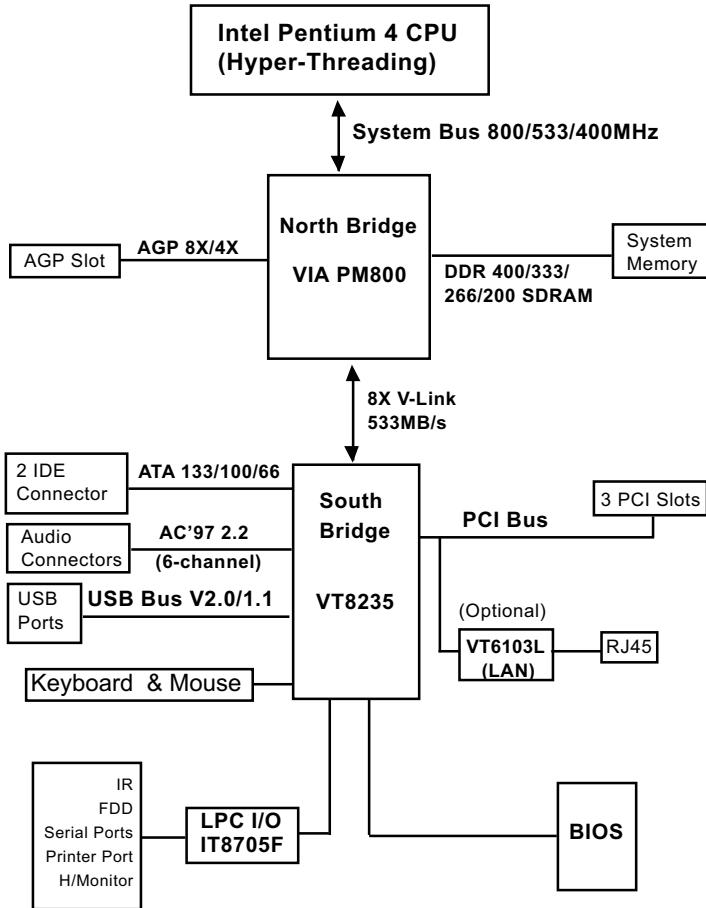 Intel Pentium 4 CPU
(Hyper-Threading)
System Bus 800/533/400MHz
North Bridge
VIA PM800
AGP Slot
AGP 8X/4X
DDR 400/333/
266/200 SDRAM
System
Memory
8X V-Link
533MB/s
2 IDE
Connector
ATA 133/100/66
South
Bridge
VT8235
PCI Bus
3 PCI Slots
Audio
Connectors
AC’97 2.2
(6-channel)
USB
Ports
USB Bus V2.0/1.1
(Optional)
VT6103L
(LAN)
RJ45
Keyboard & Mouse
IR
FDD
Serial Ports
Printer Port
H/Monitor
LPC I/O
IT8705F
BIOS